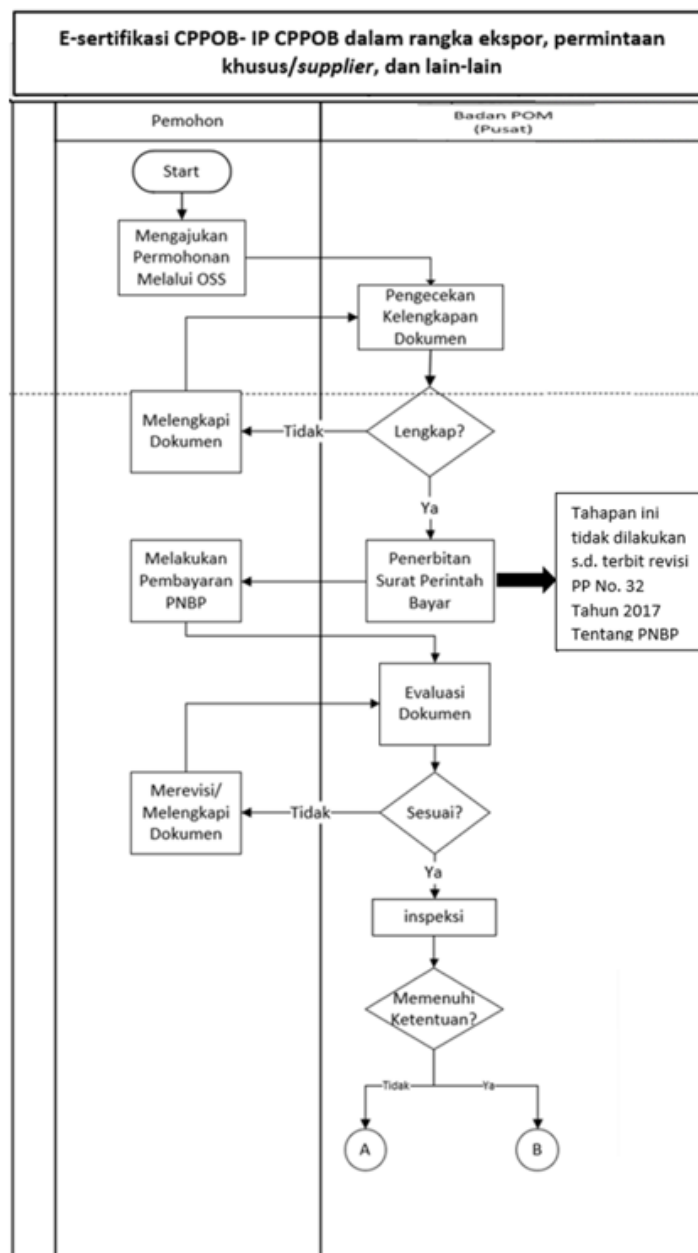 E-sertifikasi CPPOB- IP CPPOB dalam rangka ekspor, permintaan
khusus/supplier, dan lain-lain
Pemohon
Badan POM
(Pusat)
Start
Mengajukan
Permohonan
Melalui OSS
Pengecekan
Kelengkapan
Dokumen
Melengkapi
Dokumen
Tidak
Lengkap?
Ya
Melakukan
Pembayaran
PNBP
Penerbitan
Surat Perintah
Bayar
Tahapan ini
tidak dilakukan
s.d. terbit revisi
PP No. 32
Tahun 2017
Tentang PNBP
Evaluasi
Dokumen
Merevisi/
Melengkapi
Dokumen
Tidak
Sesuai?
Ya
inspeksi
Memenuhi
Ketentuan?
Tidak
Ya
A
B